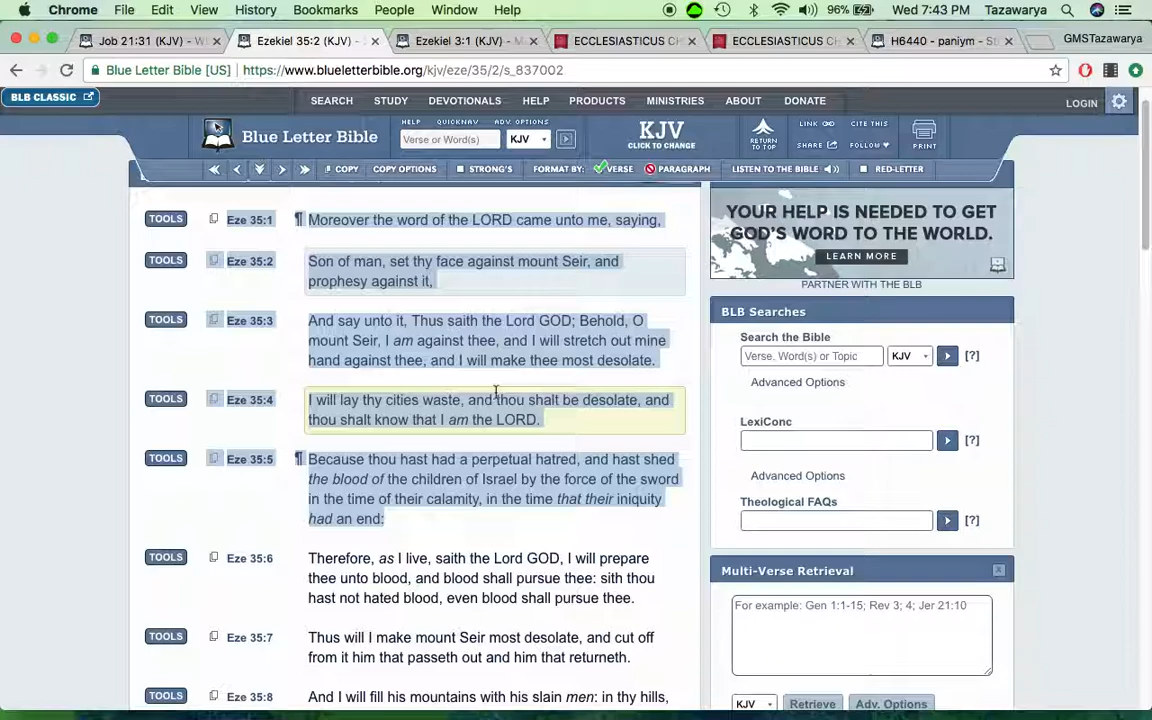 Chrome File Edit View History Bookmarks People Window Help 96% Wed 7:43 PM Tazawarya
Job 21:31 (KJV) - W
Ezekiel 35:2 (KJV) -
Ezekiel 3:1 (KJV) - M
ECCLESIASTICUS CH
ECCLESIASTICUS CH
H6440 - paniym - St
GMSTazawarya
Blue Letter Bible [US] https://www.blueletterbible.org/kjv/eze/35/2/s_837002
BLB CLASSIC
SEARCH STUDY DEVOTIONALS HELP PRODUCTS MINISTRIES ABOUT DONATE LOGIN
Blue Letter Bible
HELP QUICKNAV ADV. OPTIONS
Verse or Word(s) KJV
KJV
CLICK TO CHANGE
RETURN
TO TOP
LINK CITE THIS
SHARE FOLLOW
PRINT
COPY COPY OPTIONS STRONG'S FORMAT BY: VERSE PARAGRAPH LISTEN TO THE BIBLE RED-LETTER
TOOLS Eze 35:1 ¶ Moreover the word of the LORD came unto me, saying,
TOOLS Eze 35:2 Son of man, set thy face against mount Seir, and
prophesy against it,
TOOLS Eze 35:3 And say unto it, Thus saith the Lord GOD; Behold, O
mount Seir, I am against thee, and I will stretch out mine
hand against thee, and I will make thee most desolate.
TOOLS Eze 35:4 I will lay thy cities waste, and thou shalt be desolate, and
thou shalt know that I am the LORD.
TOOLS Eze 35:5 ¶ Because thou hast had a perpetual hatred, and hast shed
the blood of the children of Israel by the force of the sword
in the time of their calamity, in the time that their iniquity
had an end:
TOOLS Eze 35:6 Therefore, as I live, saith the Lord GOD, I will prepare
thee unto blood, and blood shall pursue thee: sith thou
hast not hated blood, even blood shall pursue thee.
TOOLS Eze 35:7 Thus will I make mount Seir most desolate, and cut off
from it him that passeth out and him that returneth.
TOOLS Eze 35:8 And I will fill his mountains with his slain men: in thy hills,
YOUR HELP IS NEEDED TO GET
GOD'S WORD TO THE WORLD.
LEARN MORE
PARTNER WITH THE BLB
BLB Searches
Search the Bible
Verse. Word(s) or Topic KJV [?]
Advanced Options
LexiConc
[?]
Advanced Options
Theological FAQs
[?]
Multi-Verse Retrieval x
For example: Gen 1:1-15; Rev 3; 4; Jer 21:10
KJV Retrieve Adv. Options